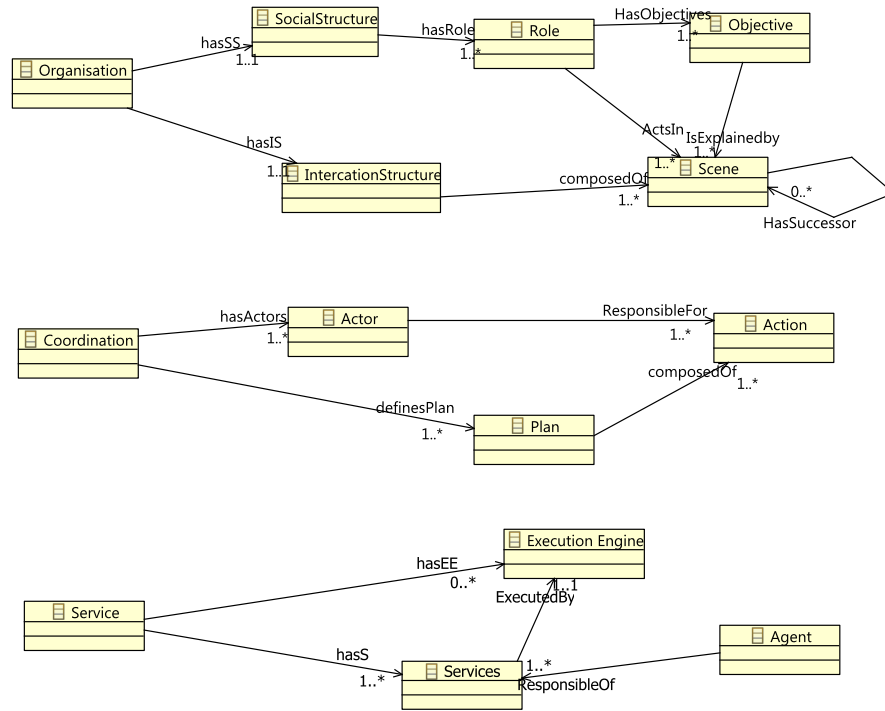 SocialStructure
HasObjectives
Objective
hasRole
Role
hasSS
1..*
1..*
1..1
Organisation
ActsIn
IsExplainedby
hasIS
1..*
1..*
1..1
IntercationStructure
composedOf
Scene
0..*
1..*
HasSuccessor
hasActors
Actor
ResponsibleFor
Action
Coordination
1..*
1..*
composedOf
1..*
definesPlan
1..*
Plan
Execution Engine
hasEE
0..*
1..1
ExecutedBy
Service
Agent
hasS
1..*
1..*
Services
ResponsibleOf